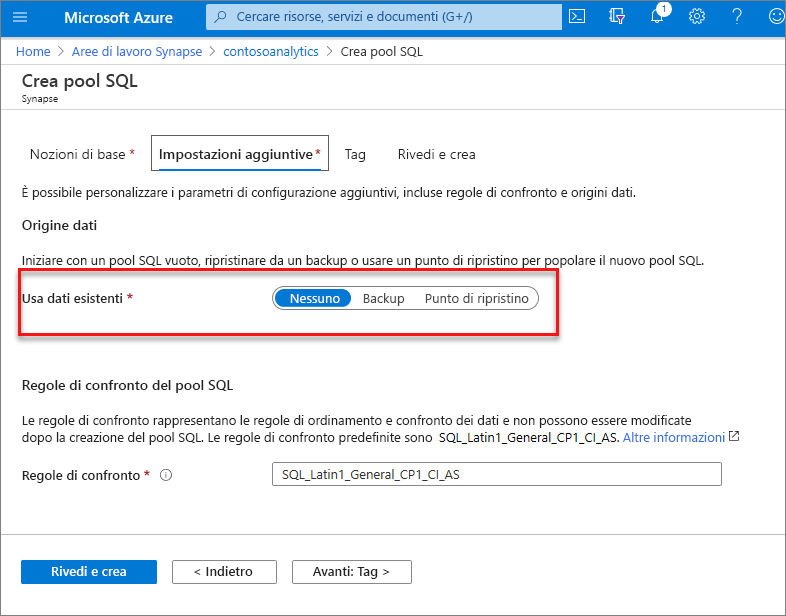 Microsoft Azure
Cercare risorse, servizi e documenti (G+/)
1
Home > Aree di lavoro Synapse > contosoanalytics > Crea pool SQL
Crea pool SQL
Synapse
Nozioni di base * Impostazioni aggiuntive * Tag Rivedi e crea
È possibile personalizzare i parametri di configurazione aggiuntivi, incluse regole di confronto e origini dati.
Origine dati
Iniziare con un pool SQL vuoto, ripristinare da un backup o usare un punto di ripristino per popolare il nuovo pool SQL.
Usa dati esistenti * Nessuno Backup Punto di ripristino
Regole di confronto del pool SQL
Le regole di confronto rappresentano le regole di ordinamento e confronto dei dati e non possono essere modificate
dopo la creazione del pool SQL. Le regole di confronto predefinite sono SQL_Latin1_General_CP1_CI_AS. Altre informazioni
Regole di confronto * SQL_Latin1_General_CP1_CI_AS
Rivedi e crea < Indietro Avanti: Tag >